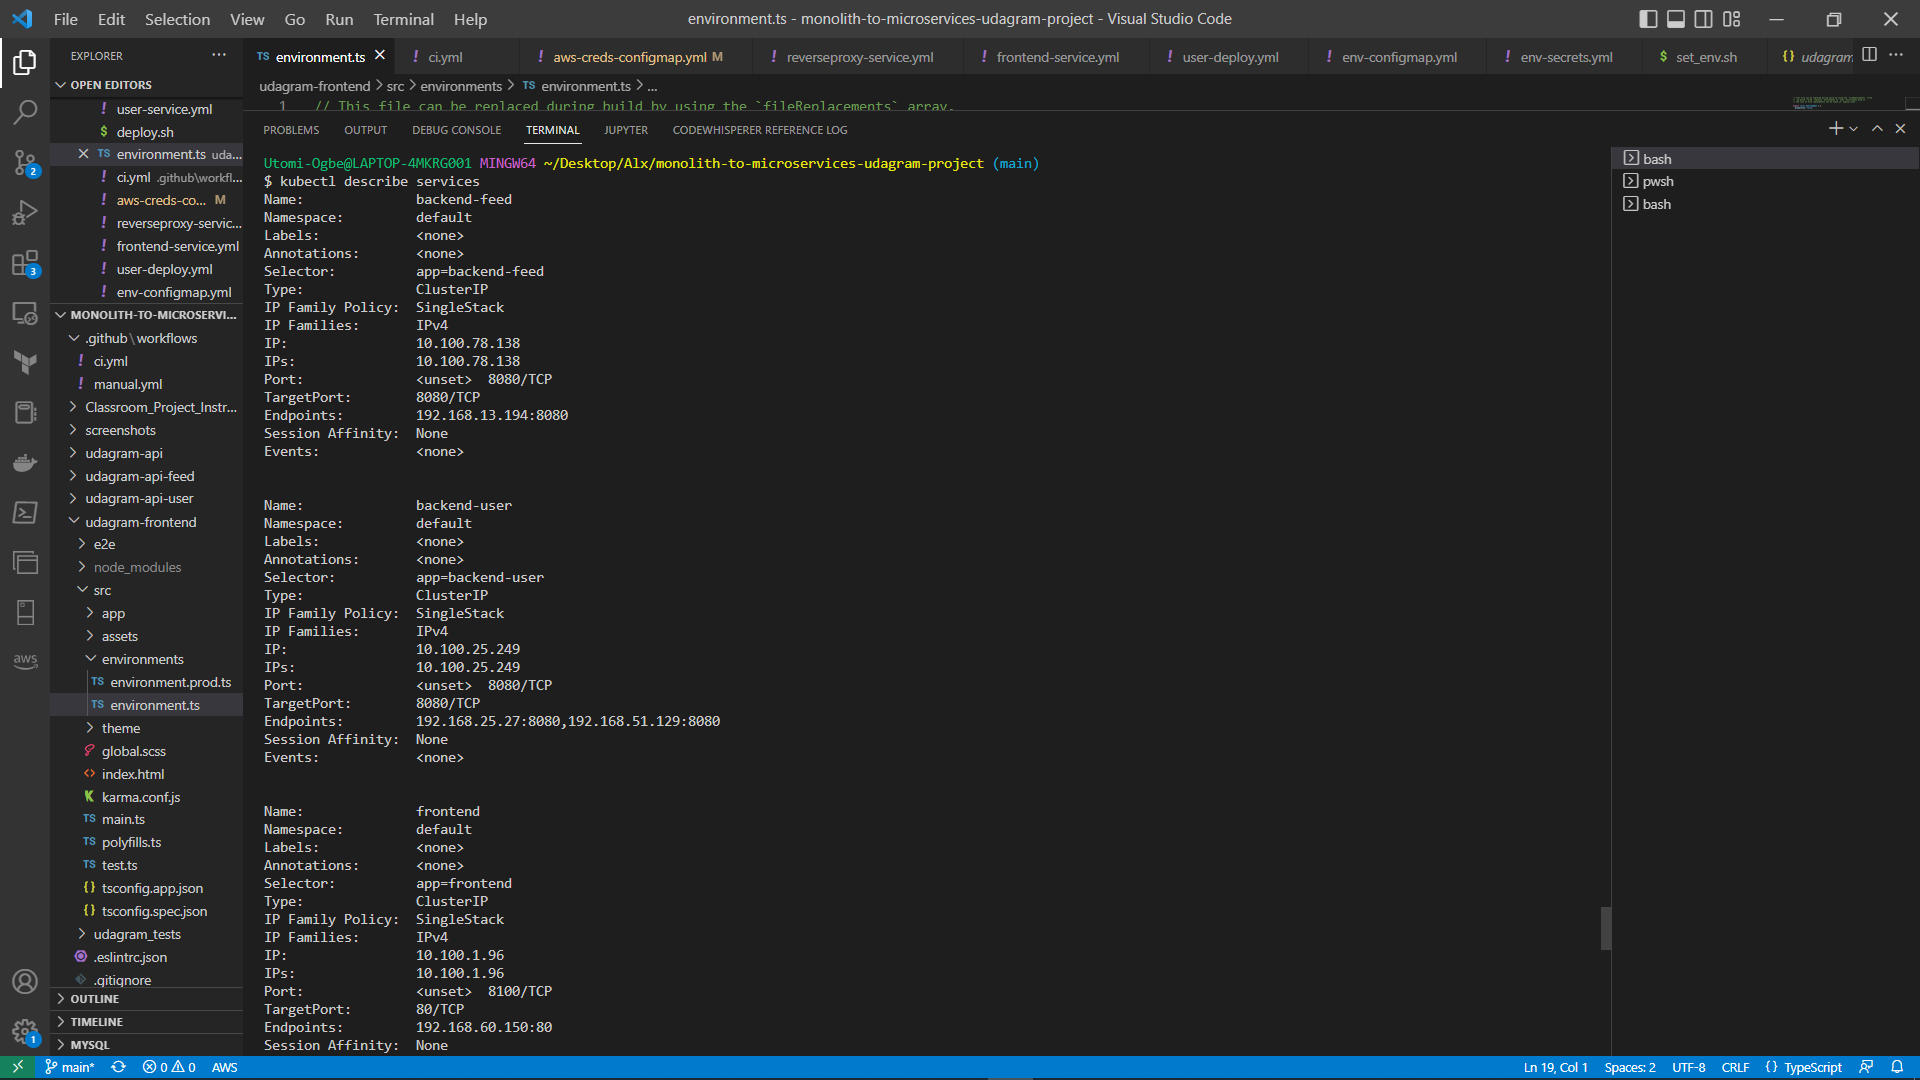 File Edit Selection View Go Run Terminal Help
environment.ts - monolith-to-microservices-udagram-project - Visual Studio Code
EXPLORER
OPEN EDITORS
user-service.yml
deploy.sh
TS environment.ts uda...
ci.yml .github\workfl...
aws-creds-co... M
reverseproxy-servic...
frontend-service.yml
user-deploy.yml
env-configmap.yml
MONOLITH-TO-MICROSERVI...
.github\workflows
ci.yml
manual.yml
Classroom_Project_Instr...
screenshots
udagram-api
udagram-api-feed
udagram-api-user
udagram-frontend
e2e
node_modules
src
app
assets
environments
TS environment.prod.ts
TS environment.ts
theme
global.scss
index.html
karma.conf.js
TS main.ts
TS polyfills.ts
TS test.ts
tsconfig.app.json
tsconfig.spec.json
udagram_tests
.eslintrc.json
.gitignore
OUTLINE
TIMELINE
MYSQL
TS environment.ts
ci.yml
aws-creds-configmap.yml M
reverseproxy-service.yml
frontend-service.yml
user-deploy.yml
env-configmap.yml
env-secrets.yml
set_env.sh
udagram
udagram-frontend > src > environments > TS environment.ts > ...
1 // This file can be replaced during build by using the `fileReplacements` array.
PROBLEMS OUTPUT DEBUG CONSOLE TERMINAL JUPYTER CODEWHISPERER REFERENCE LOG
Utomi-Ogbe@LAPTOP-4MKRG001 MINGW64 ~/Desktop/Alx/monolith-to-microservices-udagram-project (main)
$ kubectl describe services
Name: backend-feed
Namespace: default
Labels: <none>
Annotations: <none>
Selector: app=backend-feed
Type: ClusterIP
IP Family Policy: SingleStack
IP Families: IPv4
IP: 10.100.78.138
IPs: 10.100.78.138
Port: <unset> 8080/TCP
TargetPort: 8080/TCP
Endpoints: 192.168.13.194:8080
Session Affinity: None
Events: <none>
Name: backend-user
Namespace: default
Labels: <none>
Annotations: <none>
Selector: app=backend-user
Type: ClusterIP
IP Family Policy: SingleStack
IP Families: IPv4
IP: 10.100.25.249
IPs: 10.100.25.249
Port: <unset> 8080/TCP
TargetPort: 8080/TCP
Endpoints: 192.168.25.27:8080,192.168.51.129:8080
Session Affinity: None
Events: <none>
Name: frontend
Namespace: default
Labels: <none>
Annotations: <none>
Selector: app=frontend
Type: ClusterIP
IP Family Policy: SingleStack
IP Families: IPv4
IP: 10.100.1.96
IPs: 10.100.1.96
Port: <unset> 8100/TCP
TargetPort: 80/TCP
Endpoints: 192.168.60.150:80
Session Affinity: None
bash
pwsh
bash
2
3
aws
1
main* 0 0 AWS
Ln 19, Col 1 Spaces: 2 UTF-8 CRLF { } TypeScript